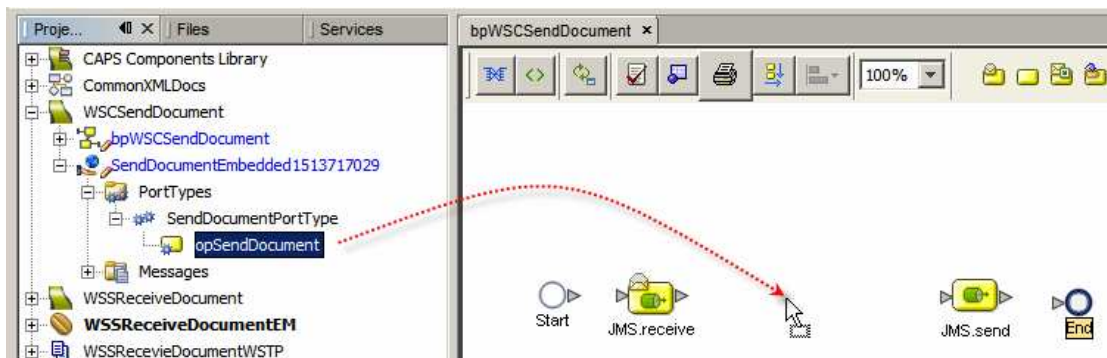 Proje...
Files
Services
bpWSCSendDocument
100%
CAPS Components Library
CommonXMLDocs
WSCSendDocument
bpWSCSendDocument
SendDocumentEmbedded1513717029
PortTypes
SendDocumentPortType
opSendDocument
Messages
WSSReceiveDocument
WSSReceiveDocumentEM
WSSRecevieDocumentWSTP
Start
JMS.receive
JMS.send
End